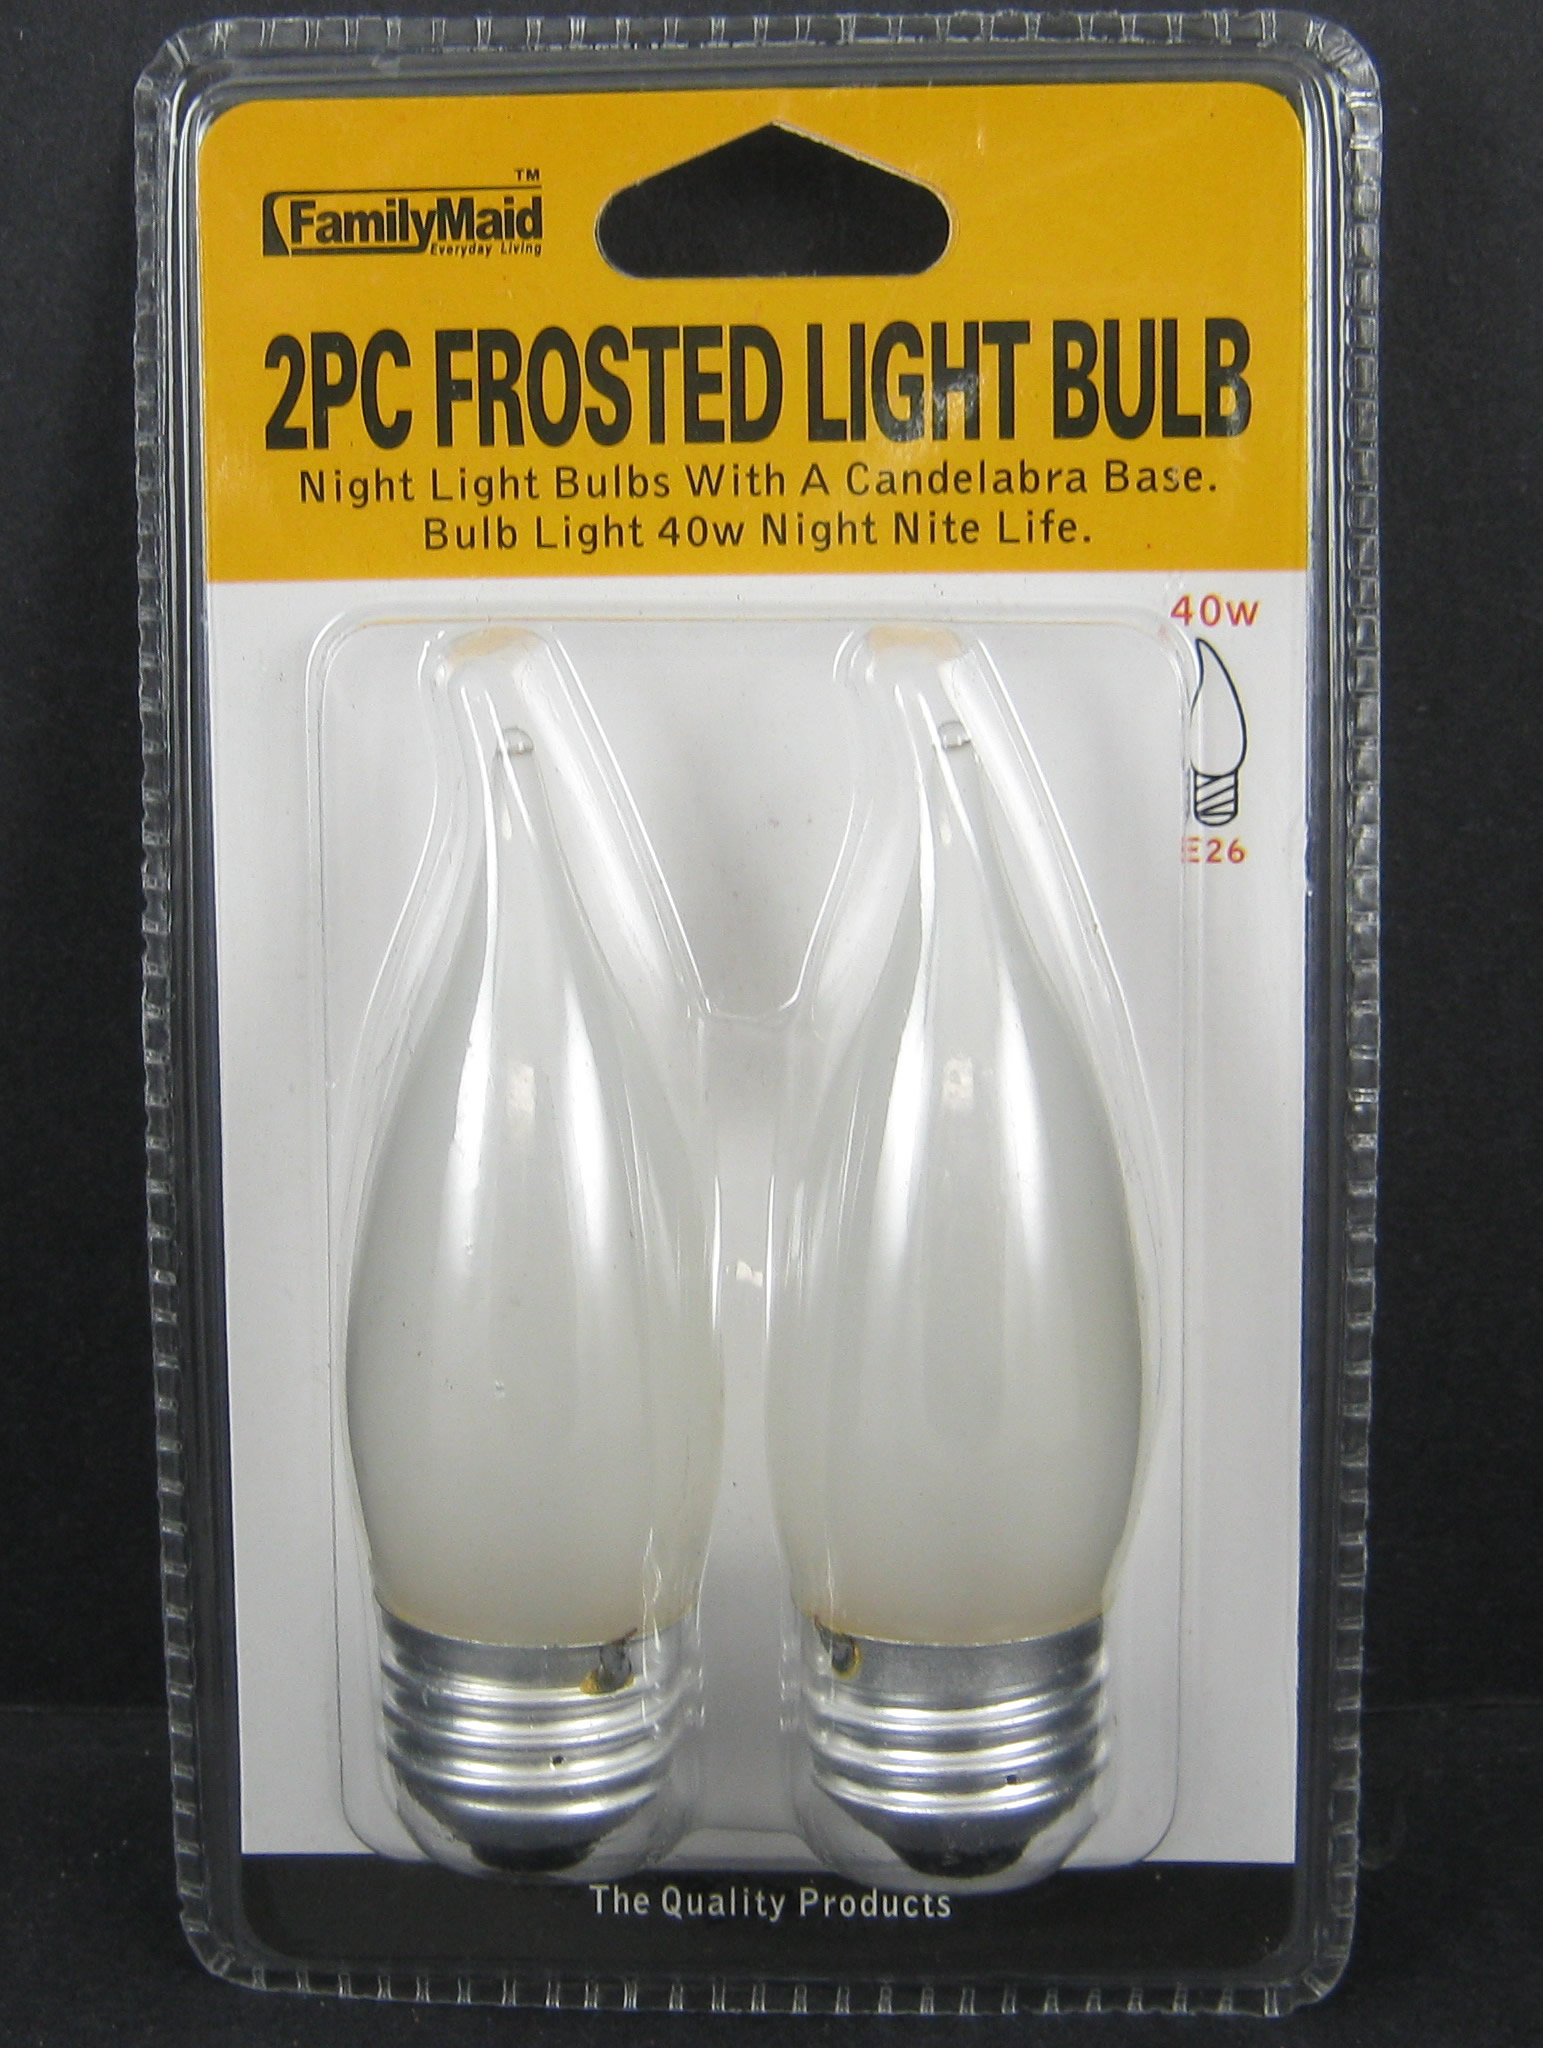 TM
FamilyMaid
Everyday Living
2PC FROSTED LIGHT BULB
Night Light Bulbs With A Candelabra Base.
Bulb Light 40w Night Nite Life.
40w
E26
The Quality Products